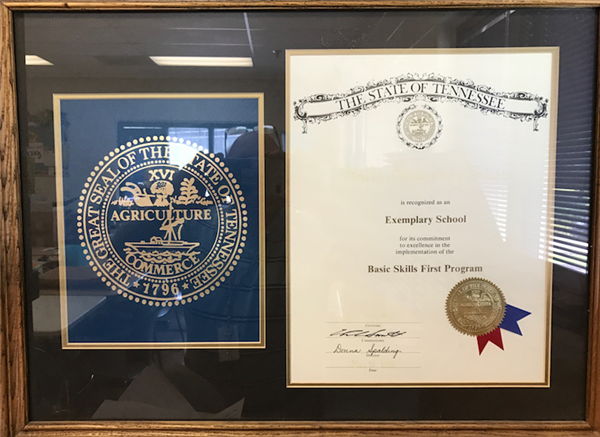 THE GREAT SEAL OF THE STATE OF TENNESSEE
XVI
AGRICULTURE
COMMERCE
1796
THE STATE OF TENNESSEE
is recognized as an
Exemplary School
for its commitment
to excellence in the
implementation of the
Basic Skills First Program
Commissioner
Donna Spalding
Date